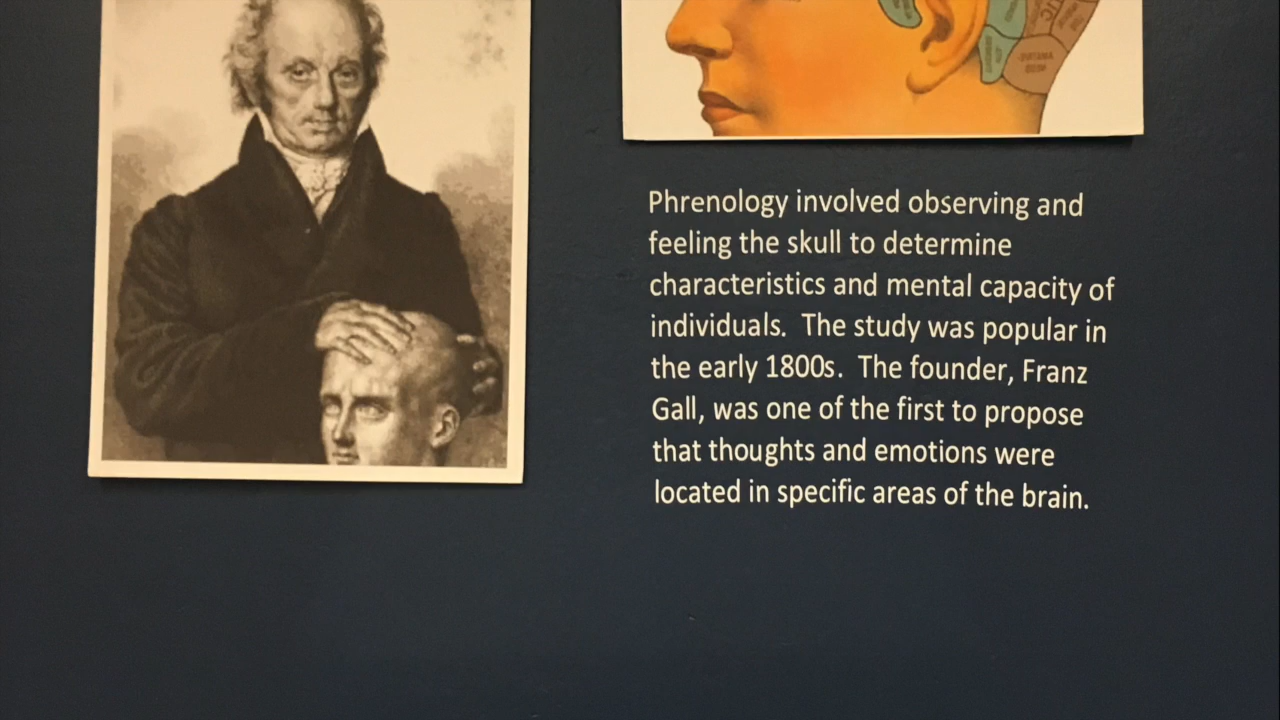 Phrenology involved observing and
feeling the skull to determine
characteristics and mental capacity of
individuals.  The study was popular in
the early 1800s.  The founder, Franz
Gall, was one of the first to propose
that thoughts and emotions were
located in specific areas of the brain.